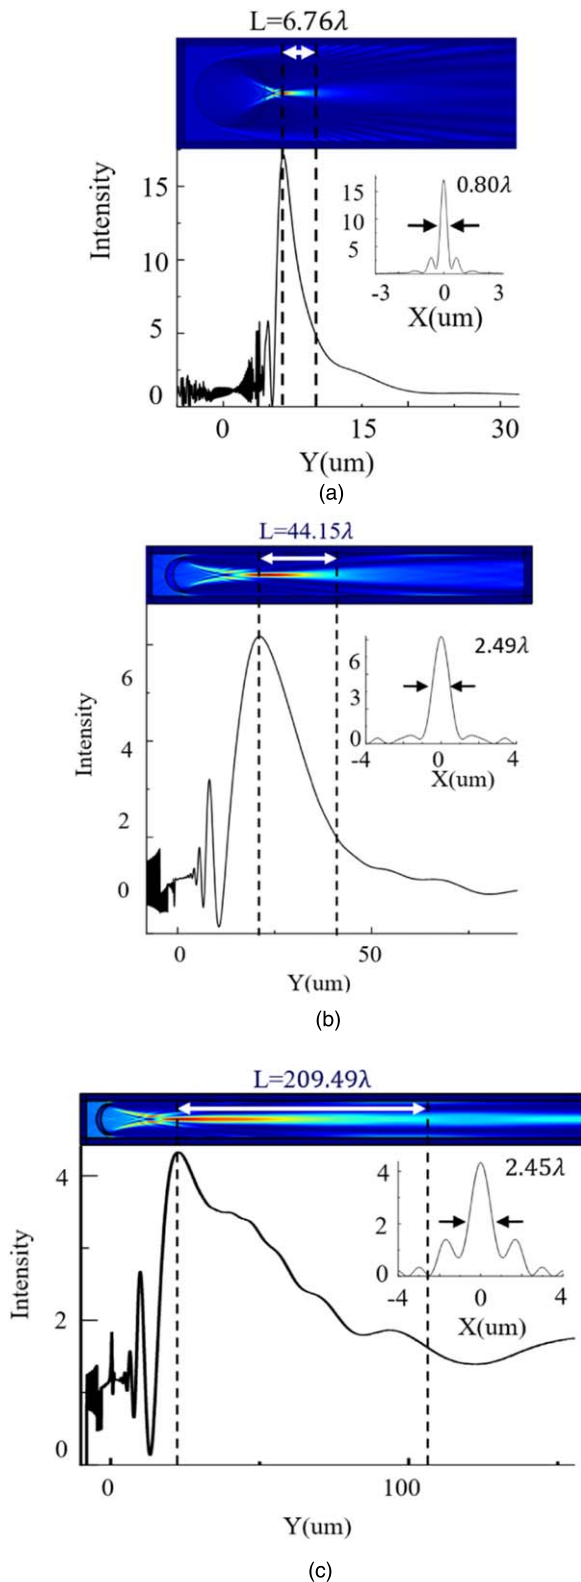 L=6.76λ
Intensity
15
10
5
0
0.80λ
15
10
5
-3
0
3
X(um)
0
15
30
Y(um)
(a)
L=44.15λ
Intensity
6
4
2
0
2.49λ
6
3
0
-4
0
4
X(um)
0
50
Y(um)
(b)
L=209.49λ
Intensity
4
2
0
2.45λ
4
2
0
-4
0
4
X(um)
0
100
Y(um)
(c)